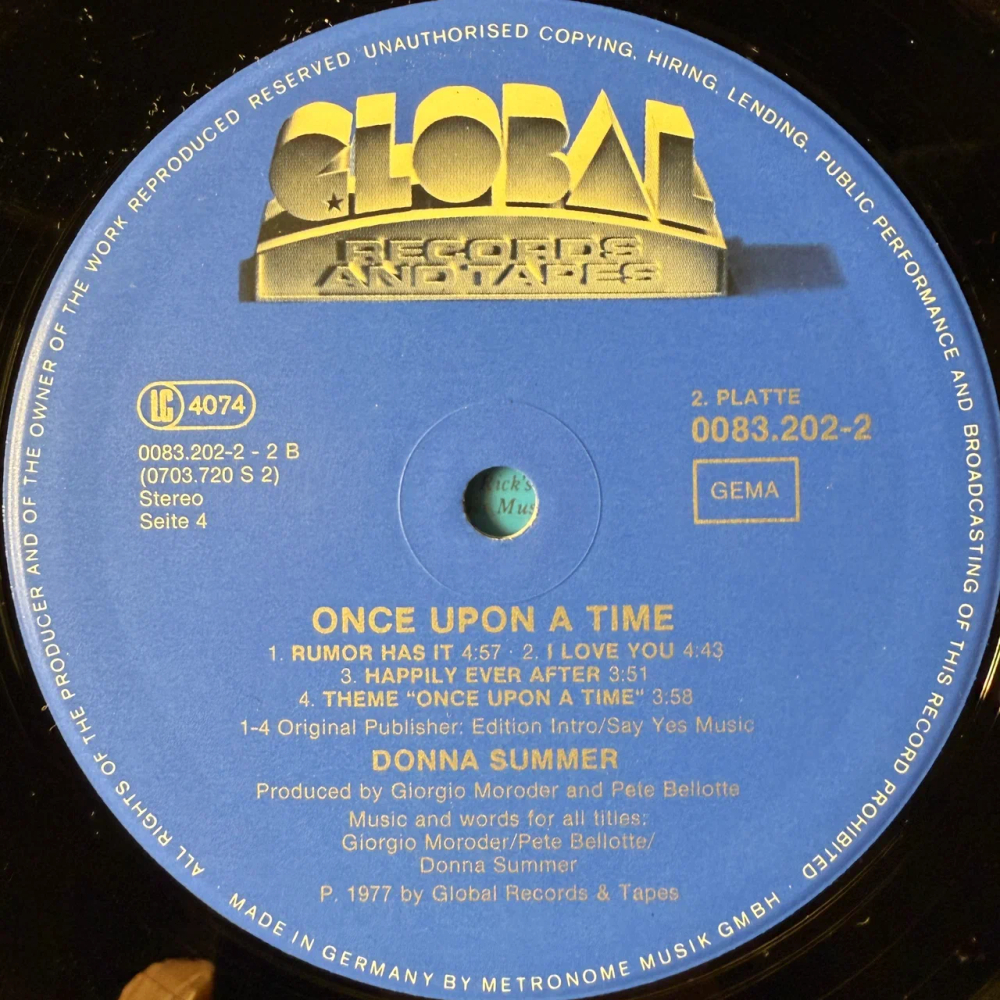 ALL RIGHTS OF THE PRODUCER AND OF THE OWNER OF THE WORK REPRODUCED RESERVED UNAUTHORISED COPYING, HIRING, LENDING, PUBLIC PERFORMANCE AND BROADCASTING OF THIS RECORD PROHIBITED
GLOBAL
RECORDS
AND TAPES
LC 4074
0083.202-2 - 2 B
(0703.720 S 2)
Stereo
Seite 4
2. PLATTE
0083.202-2
GEMA
ONCE UPON A TIME
1. RUMOR HAS IT 4:57 · 2. I LOVE YOU 4:43
3. HAPPILY EVER AFTER 3:51
4. THEME "ONCE UPON A TIME" 3:58
1-4 Original Publisher: Edition Intro/Say Yes Music
DONNA SUMMER
Produced by Giorgio Moroder and Pete Bellotte
Music and words for all titles:
Giorgio Moroder/Pete Bellotte/
Donna Summer
P. 1977 by Global Records & Tapes
· MADE IN GERMANY BY METRONOME MUSIK GMBH ·